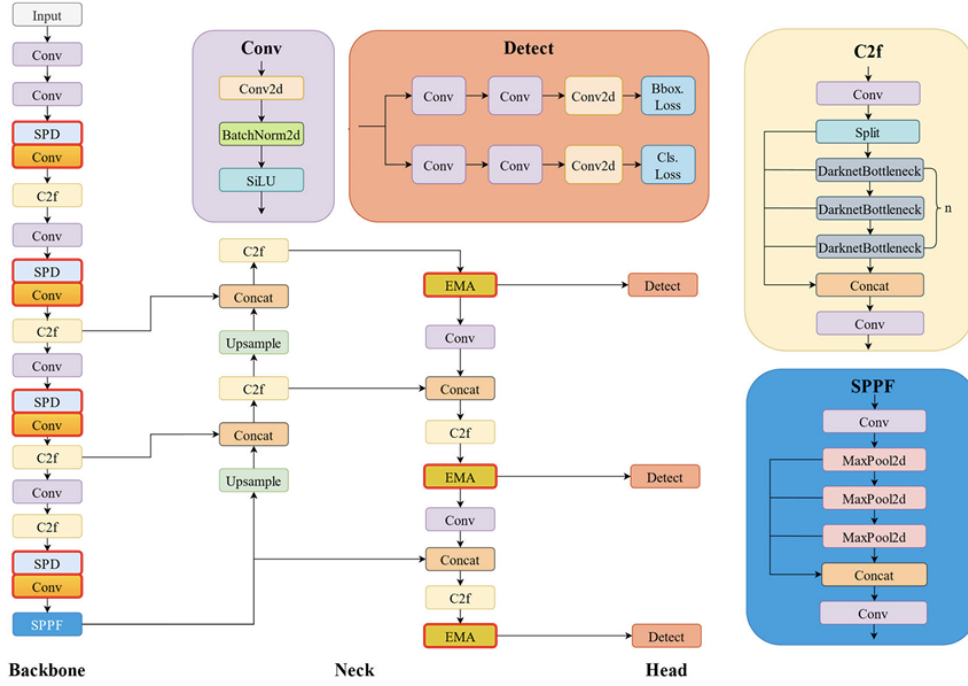 Input
Conv
Conv
SPD
Conv
C2f
Conv
SPD
Conv
C2f
Conv
SPD
Conv
C2f
Conv
C2f
SPD
Conv
SPPF
Backbone
Conv
Conv2d
BatchNorm2d
SiLU
Detect
Conv
Conv
Conv2d
Bbox.
Loss
Conv
Conv
Conv2d
Cls.
Loss
C2f
Concat
Upsample
C2f
Concat
Upsample
Neck
EMA
Conv
Concat
C2f
EMA
Conv
Concat
C2f
EMA
Detect
Detect
Detect
Head
C2f
Conv
Split
DarknetBottleneck
DarknetBottleneck
DarknetBottleneck
n
Concat
Conv
SPPF
Conv
MaxPool2d
MaxPool2d
MaxPool2d
Concat
Conv